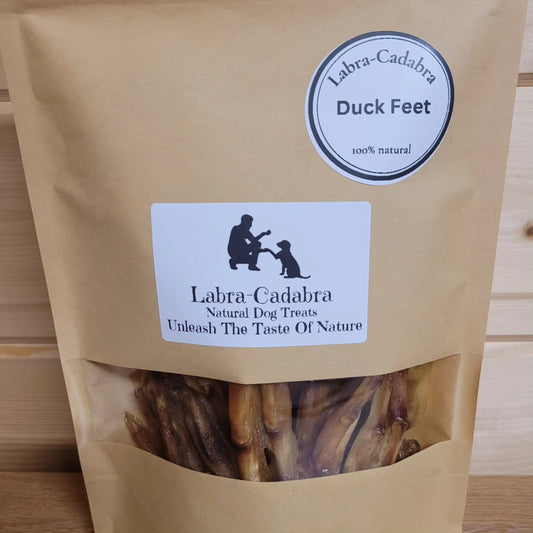 Labra-Cadabra
Duck Feet
100% natural
Labra-Cadabra
Natural Dog Treats
Unleash The Taste Of Nature